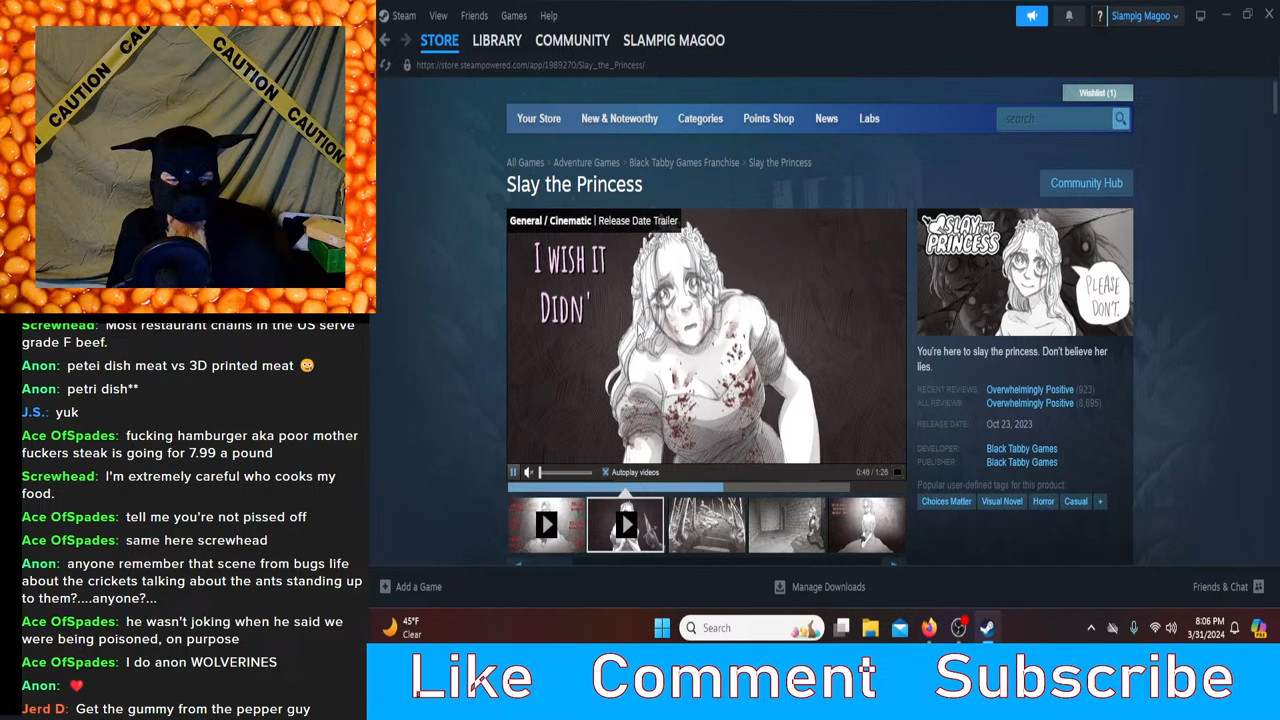 CAUTION
CAUTION
CAUTION
CAUTION
Screwhead: Most restaurant chains in the US serve
grade F beef.
Anon: petei dish meat vs 3D printed meat 😳
Anon: petri dish**
J.S.: yuk
Ace OfSpades: fucking hamburger aka poor mother
fuckers steak is going for 7.99 a pound
Screwhead: I'm extremely careful who cooks my
food.
Ace OfSpades: tell me you're not pissed off
Ace OfSpades: same here screwhead
Anon: anyone remember that scene from bugs life
about the crickets talking about the ants standing up
to them?....anyone?...
Ace OfSpades: he wasn't joking when he said we
were being poisoned, on purpose
Ace OfSpades: I do anon WOLVERINES
Anon: ❤️
Jerd D: Get the gummy from the pepper guy
Steam View Friends Games Help
? Slampig Magoo
STORE LIBRARY COMMUNITY SLAMPIG MAGOO
https://store.steampowered.com/app/1989270/Slay_the_Princess/
Wishlist (1)
Your Store New & Noteworthy Categories Points Shop News Labs search...
All Games > Adventure Games > Black Tabby Games Franchise > Slay the Princess
Slay the Princess
Community Hub
General / Cinematic | Release Date Trailer
I WISH IT
DIDN'
Autoplay videos
0:46 / 1:26
SLAY THE
PRINCESS
PLEASE
DON'T.
You're here to slay the princess. Don't believe her
lies.
RECENT REVIEWS: Overwhelmingly Positive (923)
ALL REVIEWS: Overwhelmingly Positive (8,695)
RELEASE DATE: Oct 23, 2023
DEVELOPER: Black Tabby Games
PUBLISHER: Black Tabby Games
Popular user-defined tags for this product:
Choices Matter Visual Novel Horror Casual +
Add a Game
Manage Downloads
Friends & Chat
45°F
Clear
Search
8:06 PM
3/31/2024
Like Comment Subscribe